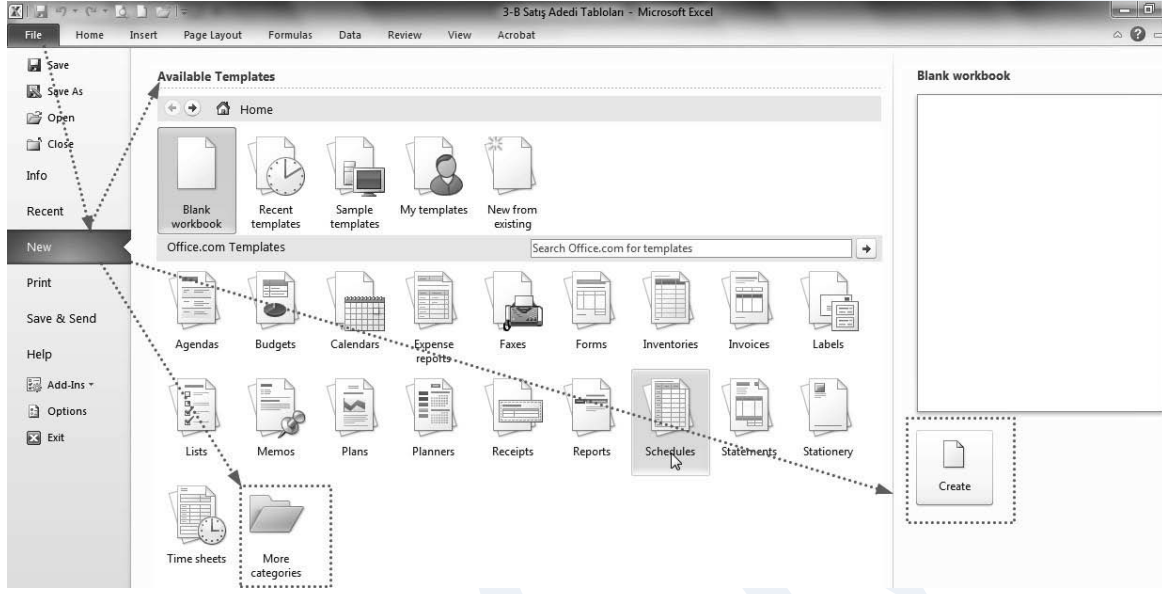 3-B Satış Adedi Tabloları - Microsoft Excel
File Home Insert Page Layout Formulas Data Review View Acrobat
Save
Save As
Open
Close
Info
Recent
New
Print
Save & Send
Help
Add-Ins
Options
Exit
Available Templates
Home
Blank workbook
Recent templates
Sample templates
My templates
New from existing
Office.com Templates
Search Office.com for templates
Agendas
Budgets
Calendars
Expense reports
Faxes
Forms
Inventories
Invoices
Labels
Lists
Memos
Plans
Planners
Receipts
Reports
Schedules
Statements
Stationery
Time sheets
More categories
Blank workbook
Create